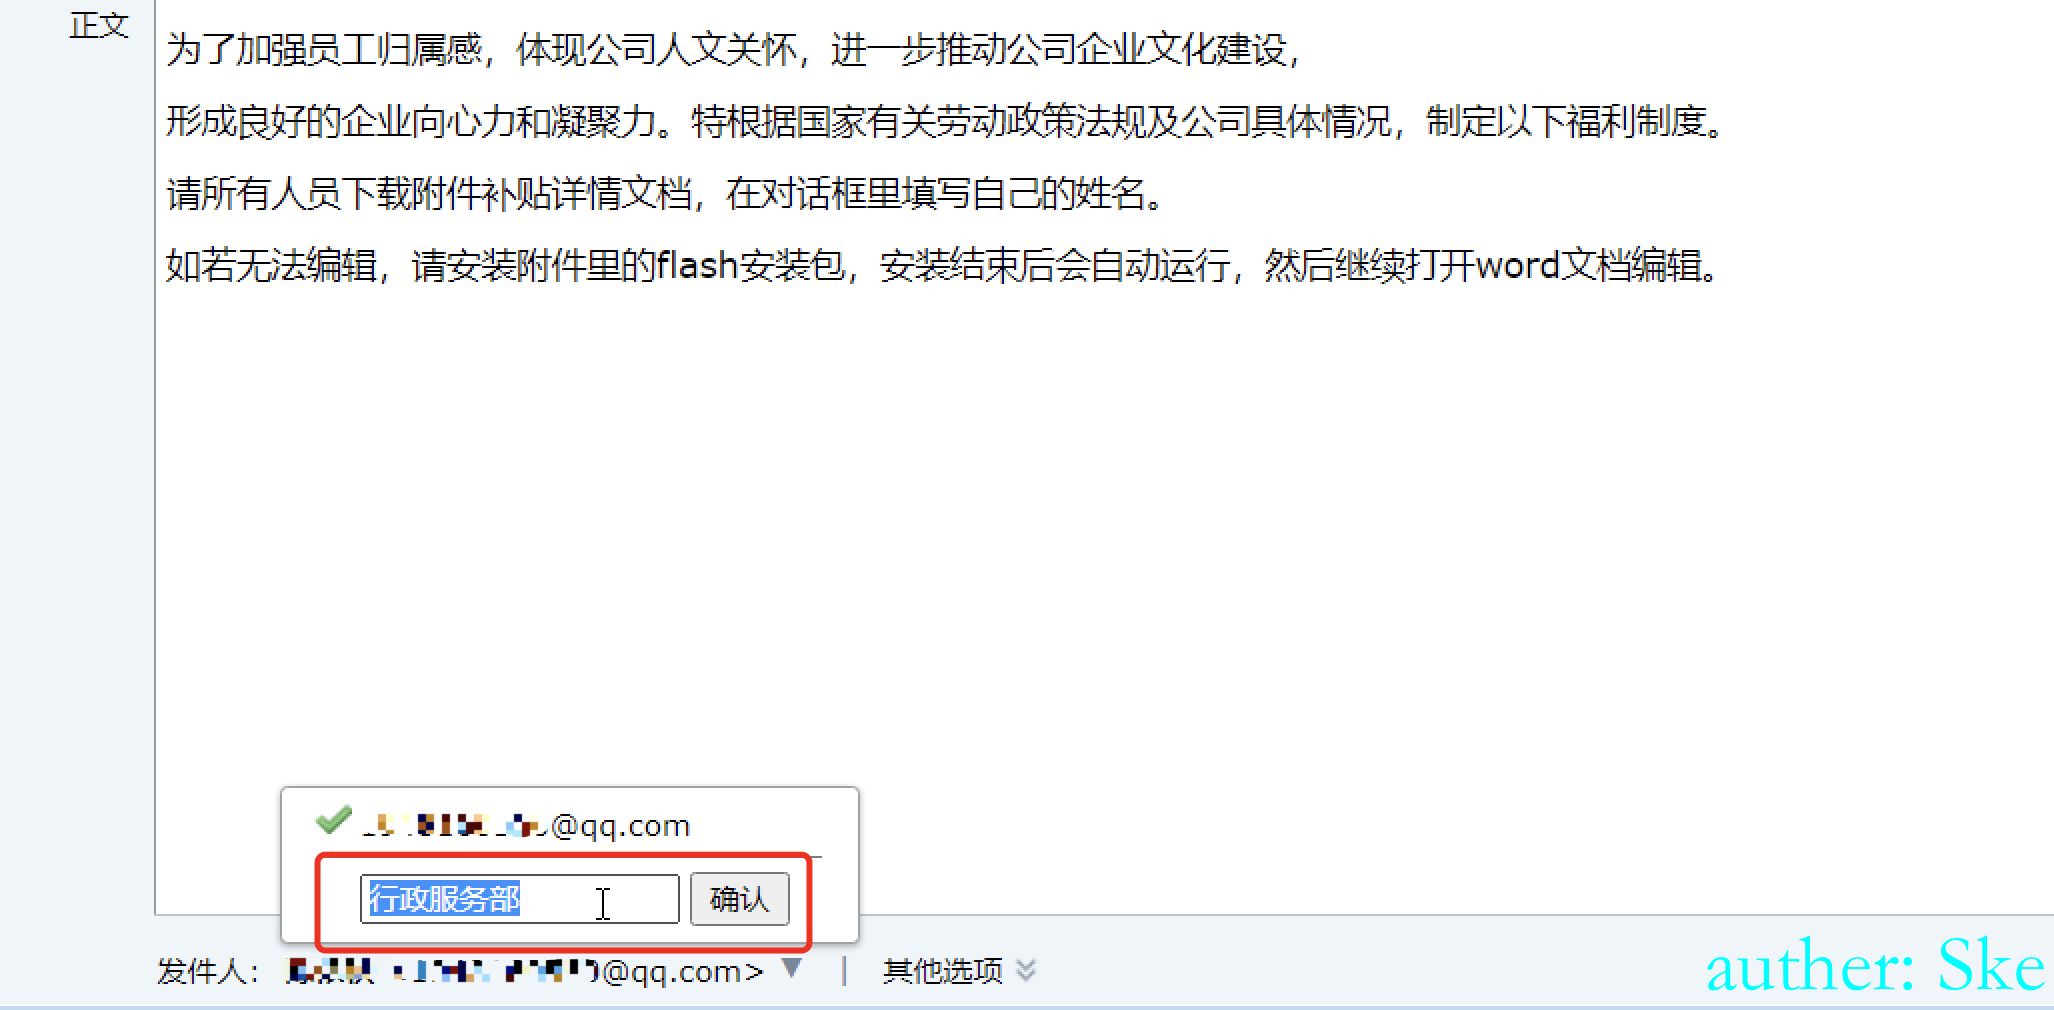 正文
为了加强员工归属感，体现公司人文关怀，进一步推动公司企业文化建设，
形成良好的企业向心力和凝聚力。特根据国家有关劳动政策法规及公司具体情况，制定以下福利制度。
请所有人员下载附件补贴详情文档，在对话框里填写自己的姓名。
如若无法编辑，请安装附件里的flash安装包，安装结束后会自动运行，然后继续打开word文档编辑。
@qq.com
行政服务部 确认
发件人： @qq.com> | 其他选项
auther: Ske